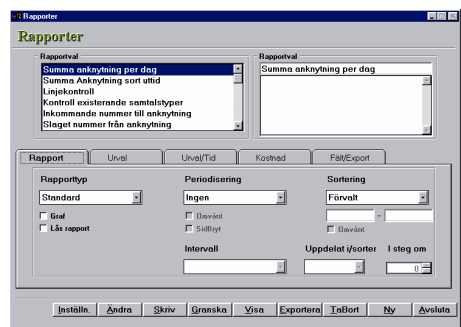 Rapporter
Rapporter
Rapportval
Rapportval
Summa anknytning per dag
Summa Anknytning sort uttid
Linjekontroll
Kontroll existerande samtalstyper
Inkommande nummer till anknytning
Slaget nummer från anknytning
Summa anknytning per dag
Rapport Urval Urval/Tid Kostnad Fält/Export
Rapporttyp Periodisering Sortering
Standard Ingen Förvalt
Graf Omvänt -
Lås rapport SidBryt Omvänt
Intervall Uppdelat i/sorter I steg om
0
Inställn. Ändra Skriv Granska Visa Exportera TaBort Ny Avsluta